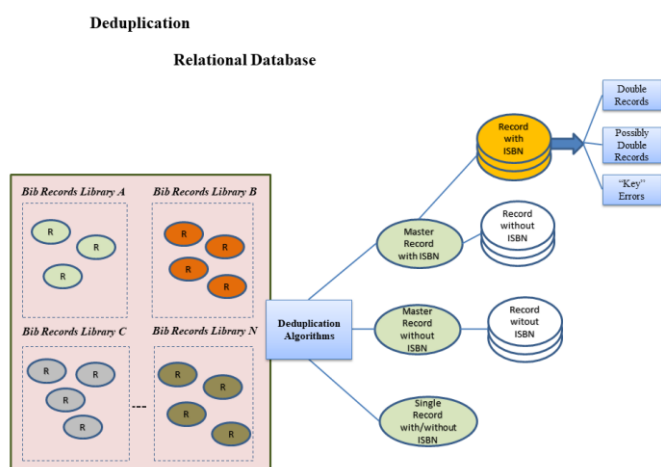 Deduplication
Relational Database
Bib Records Library A
R
R
R
Bib Records Library B
R
R
R
R
Bib Records Library C
R
R
R
R
---
Bib Records Library N
R
R
R
R
Deduplication
Algorithms
Record
with
ISBN
Double
Records
Possibly
Double
Records
"Key"
Errors
Master
Record
with ISBN
Record
without
ISBN
Master
Record
without
ISBN
Record
witout
ISBN
Single
Record
with/without
ISBN